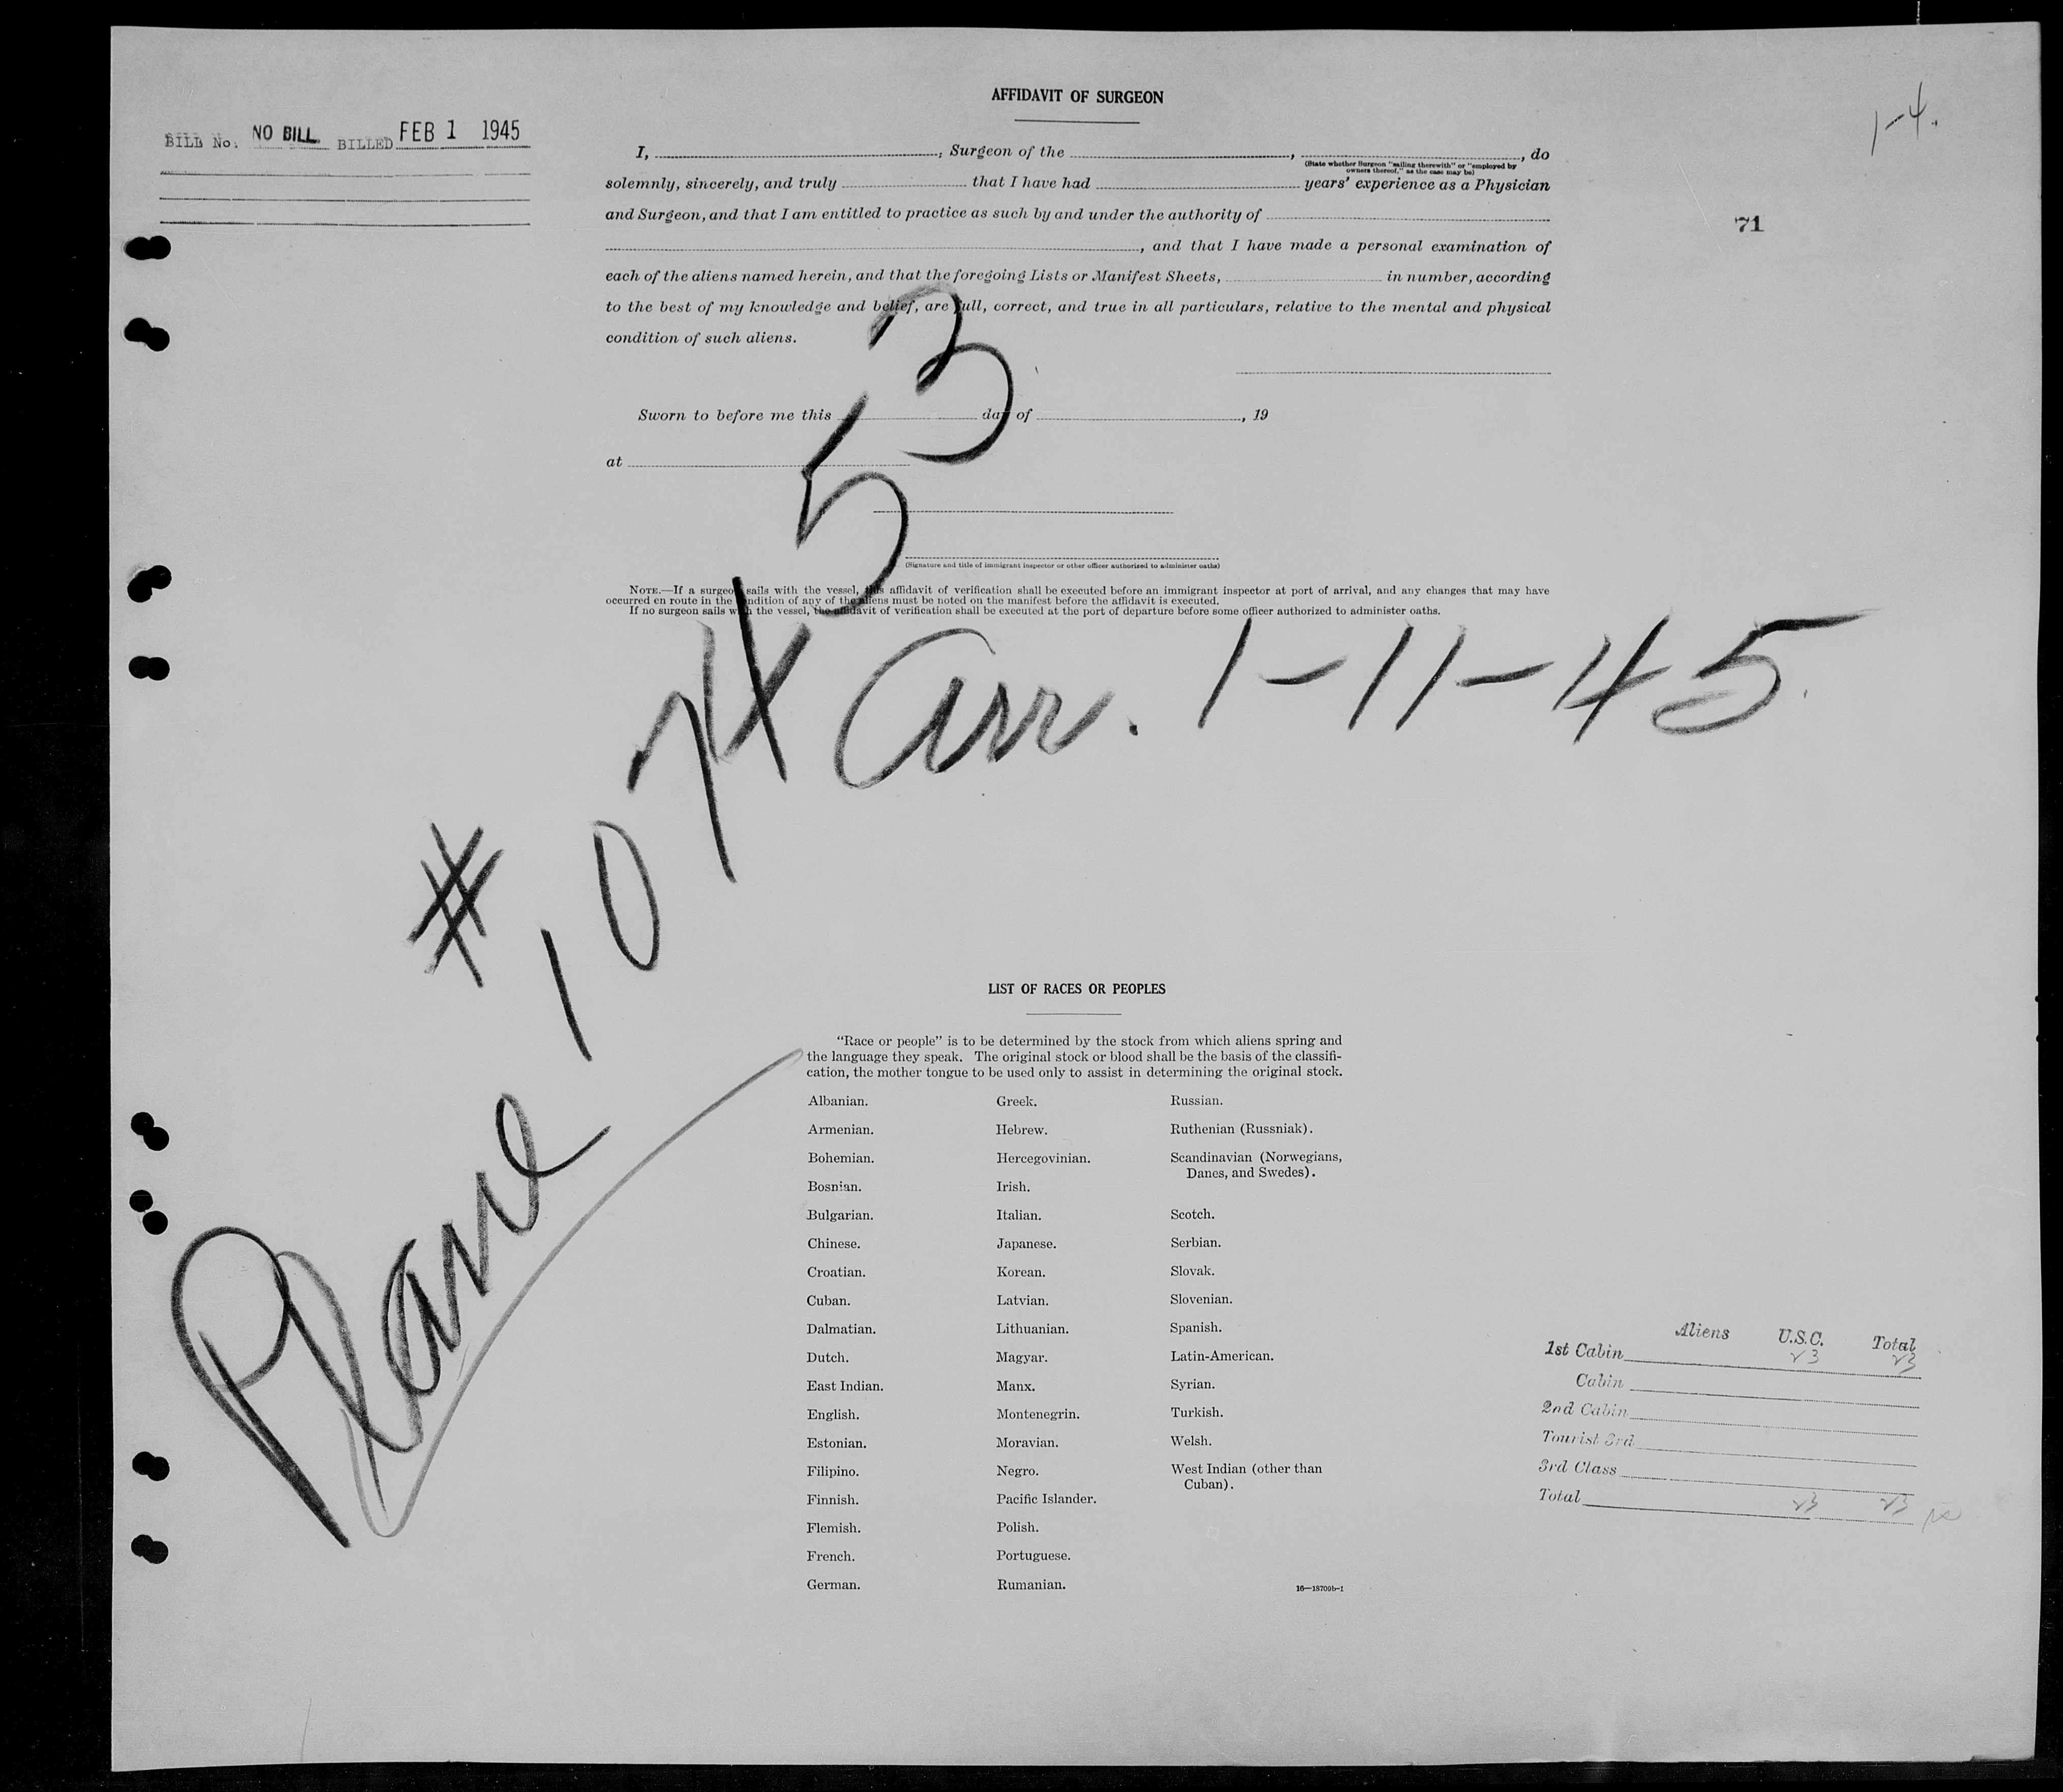 AFFIDAVIT OF SURGEON
1-4.
BILL No. NO BILL BILLED FEB 1 1945
I, , Surgeon of the , , do
(State whether Surgeon "sailing therewith" or "employed by
owners thereof," as the case may be)
solemnly, sincerely, and truly that I have had years' experience as a Physician
and Surgeon, and that I am entitled to practice as such by and under the authority of
71
, and that I have made a personal examination of
each of the aliens named herein, and that the foregoing Lists or Manifest Sheets, in number, according
to the best of my knowledge and belief, are full, correct, and true in all particulars, relative to the mental and physical
condition of such aliens.
Sworn to before me this day of , 19
at
(Signature and title of immigrant inspector or other officer authorized to administer oaths)
NOTE.—If a surgeon sails with the vessel, this affidavit of verification shall be executed before an immigrant inspector at port of arrival, and any changes that may have
occurred en route in the condition of any of the aliens must be noted on the manifest before the affidavit is executed.
If no surgeon sails with the vessel, the affidavit of verification shall be executed at the port of departure before some officer authorized to administer oaths.
Plane # 107453
arr. 1-11-45.
LIST OF RACES OR PEOPLES
"Race or people" is to be determined by the stock from which aliens spring and
the language they speak. The original stock or blood shall be the basis of the classifi-
cation, the mother tongue to be used only to assist in determining the original stock.
Albanian.
Armenian.
Bohemian.
Bosnian.
Bulgarian.
Chinese.
Croatian.
Cuban.
Dalmatian.
Dutch.
East Indian.
English.
Estonian.
Filipino.
Finnish.
Flemish.
French.
German.
Greek.
Hebrew.
Hercegovinian.
Irish.
Italian.
Japanese.
Korean.
Latvian.
Lithuanian.
Magyar.
Manx.
Montenegrin.
Moravian.
Negro.
Pacific Islander.
Polish.
Portuguese.
Rumanian.
Russian.
Ruthenian (Russniak).
Scandinavian (Norwegians,
Danes, and Swedes).
Scotch.
Serbian.
Slovak.
Slovenian.
Spanish.
Latin-American.
Syrian.
Turkish.
Welsh.
West Indian (other than
Cuban).
16—18709b-1
Aliens U.S.C. Total
1st Cabin 23 23
Cabin
2nd Cabin
Tourist 3rd
3rd Class
Total 23 23